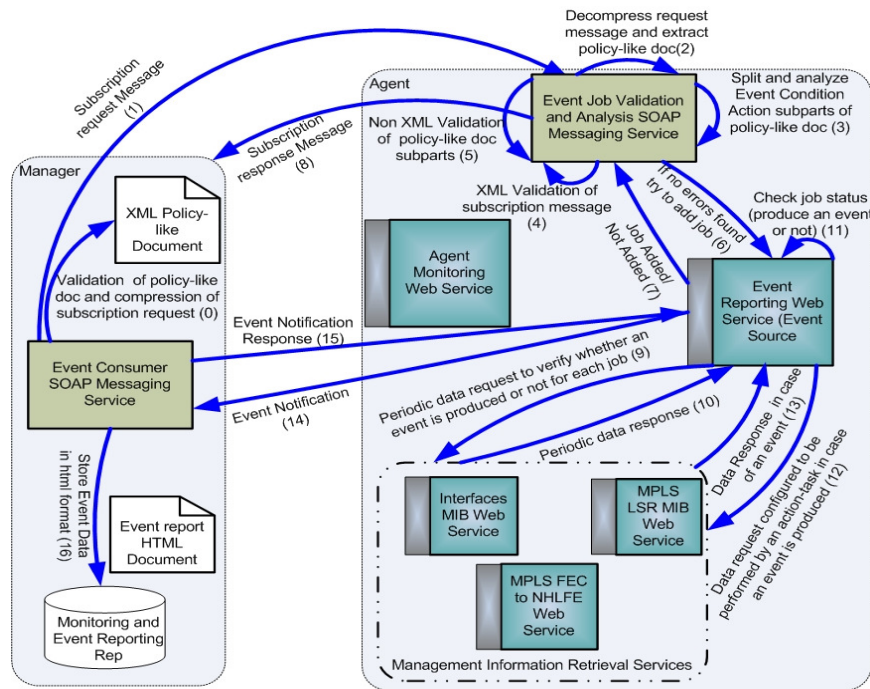 Decompress request
message and extract
policy-like doc(2)
Subscription
request Message
(1)
Agent
Event Job Validation
and Analysis SOAP
Messaging Service
Split and analyze
Event Condition
Action subparts of
policy-like doc (3)
Non XML Validation
of policy-like doc
subparts (5)
Subscription
response Message
(8)
XML Validation of
subscription message
(4)
If no errors found
try to add job (6)
Check job status
(produce an event
or not) (11)
Job Added/
Not Added (7)
Manager
XML Policy-
like
Document
Validation of policy-like
doc and compression of
subscription request (0)
Agent
Monitoring
Web Service
Event
Reporting Web
Service (Event
Source
Event Notification
Response (15)
Event Consumer
SOAP Messaging
Service
Event Notification
(14)
Periodic data request to verify whether an
event is produced or not for each job (9)
Periodic data response (10)
Data Response in case
of an event (13)
Data request configured to be
performed by an action-task in case
an event is produced (12)
Store Event Data
in html format (16)
Event report
HTML
Document
Monitoring and
Event Reporting
Rep
Interfaces
MIB Web
Service
MPLS
LSR MIB
Web
Service
MPLS FEC
to NHLFE
Web
Service
Management Information Retrieval Services